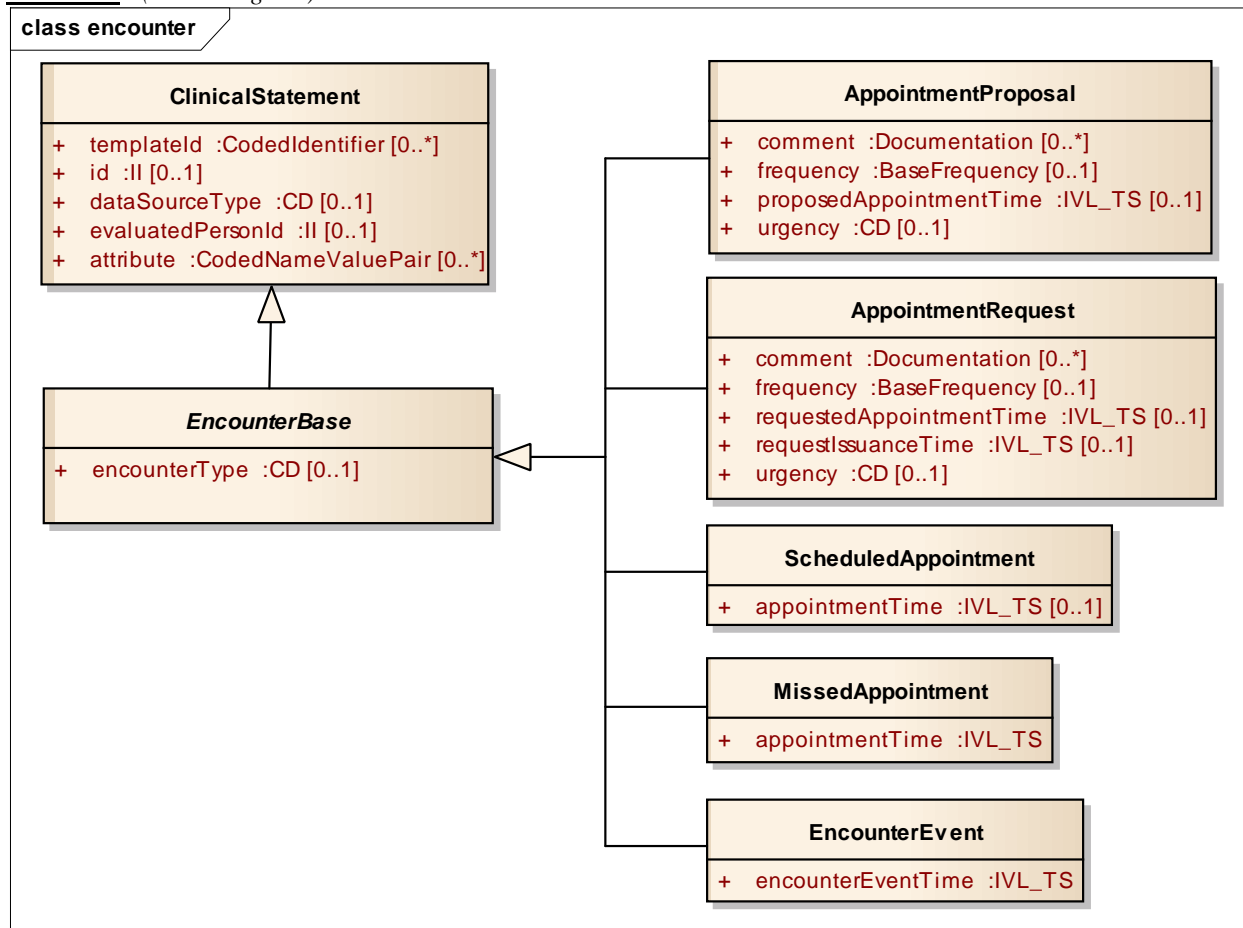 class encounter
ClinicalStatement
+ templateId :CodedIdentifier [0..*]
+ id :II [0..1]
+ dataSourceType :CD [0..1]
+ evaluatedPersonId :II [0..1]
+ attribute :CodedNameValuePair [0..*]
EncounterBase
+ encounterType :CD [0..1]
AppointmentProposal
+ comment :Documentation [0..*]
+ frequency :BaseFrequency [0..1]
+ proposedAppointmentTime :IVL_TS [0..1]
+ urgency :CD [0..1]
AppointmentRequest
+ comment :Documentation [0..*]
+ frequency :BaseFrequency [0..1]
+ requestedAppointmentTime :IVL_TS [0..1]
+ requestIssuanceTime :IVL_TS [0..1]
+ urgency :CD [0..1]
ScheduledAppointment
+ appointmentTime :IVL_TS [0..1]
MissedAppointment
+ appointmentTime :IVL_TS
EncounterEvent
+ encounterEventTime :IVL_TS